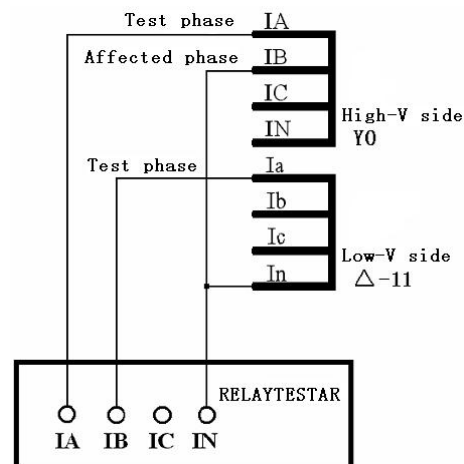 Test phase IA
Affected phase IB
IC
IN
High-V side
Y0
Test phase Ia
Ib
Ic
In
Low-V side
△-11
RELAYTESTAR
IA IB IC IN